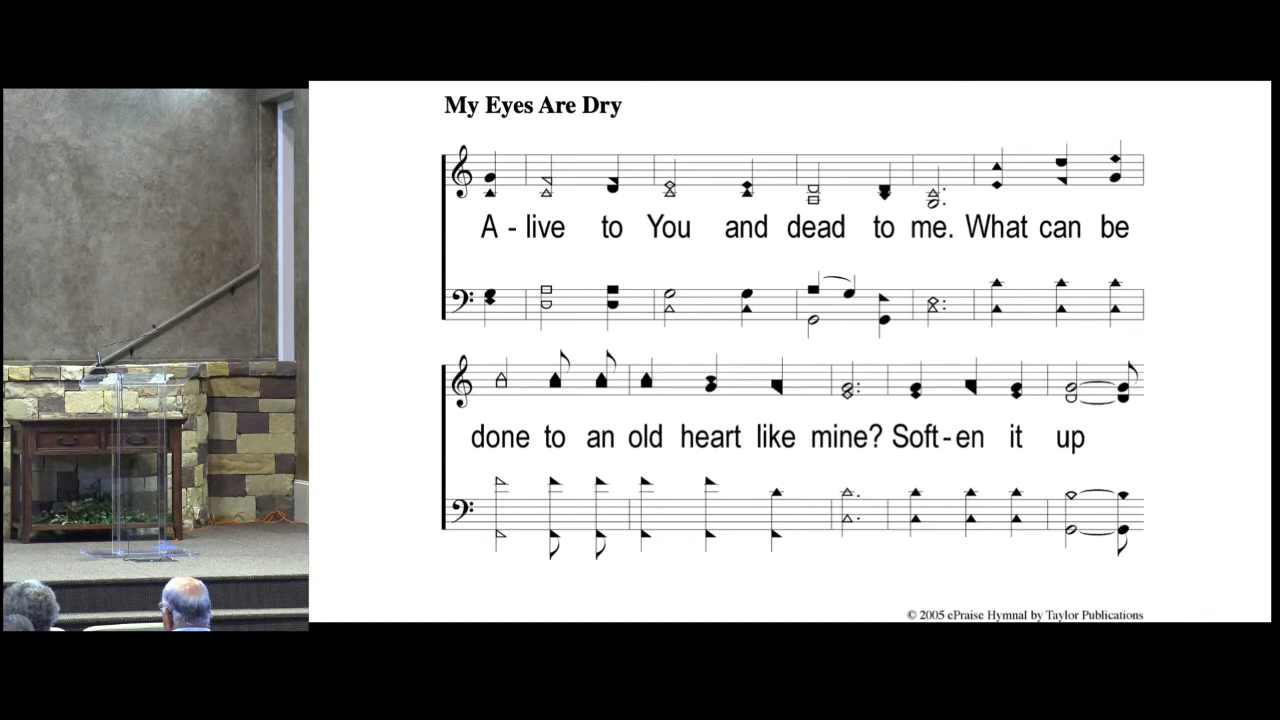 My Eyes Are Dry
A - live to You and dead to me. What can be
done to an old heart like mine? Soft - en it up
© 2005 ePraise Hymnal by Taylor Publications